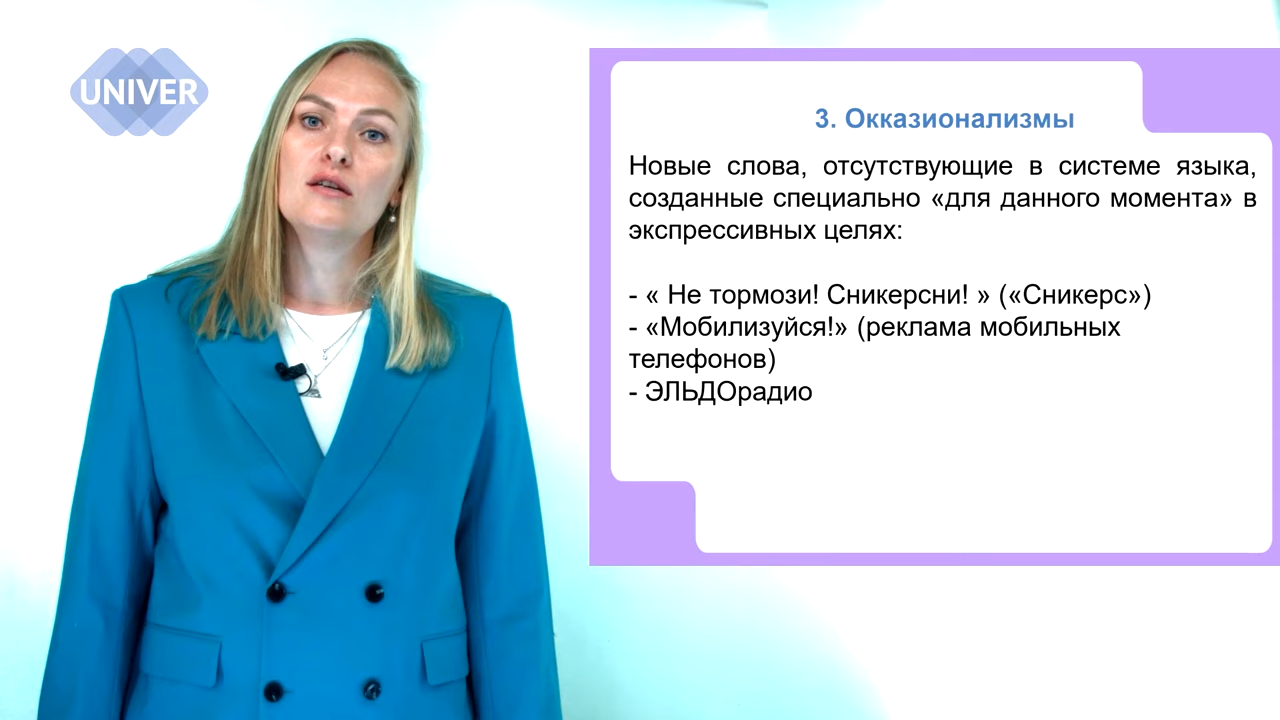 UNIVER
3. Окказионализмы
Новые слова, отсутствующие в системе языка,
созданные специально «для данного момента» в
экспрессивных целях:
- « Не тормози! Сникерсни! » («Сникерс»)
- «Мобилизуйся!» (реклама мобильных
телефонов)
- ЭЛЬДОрадио